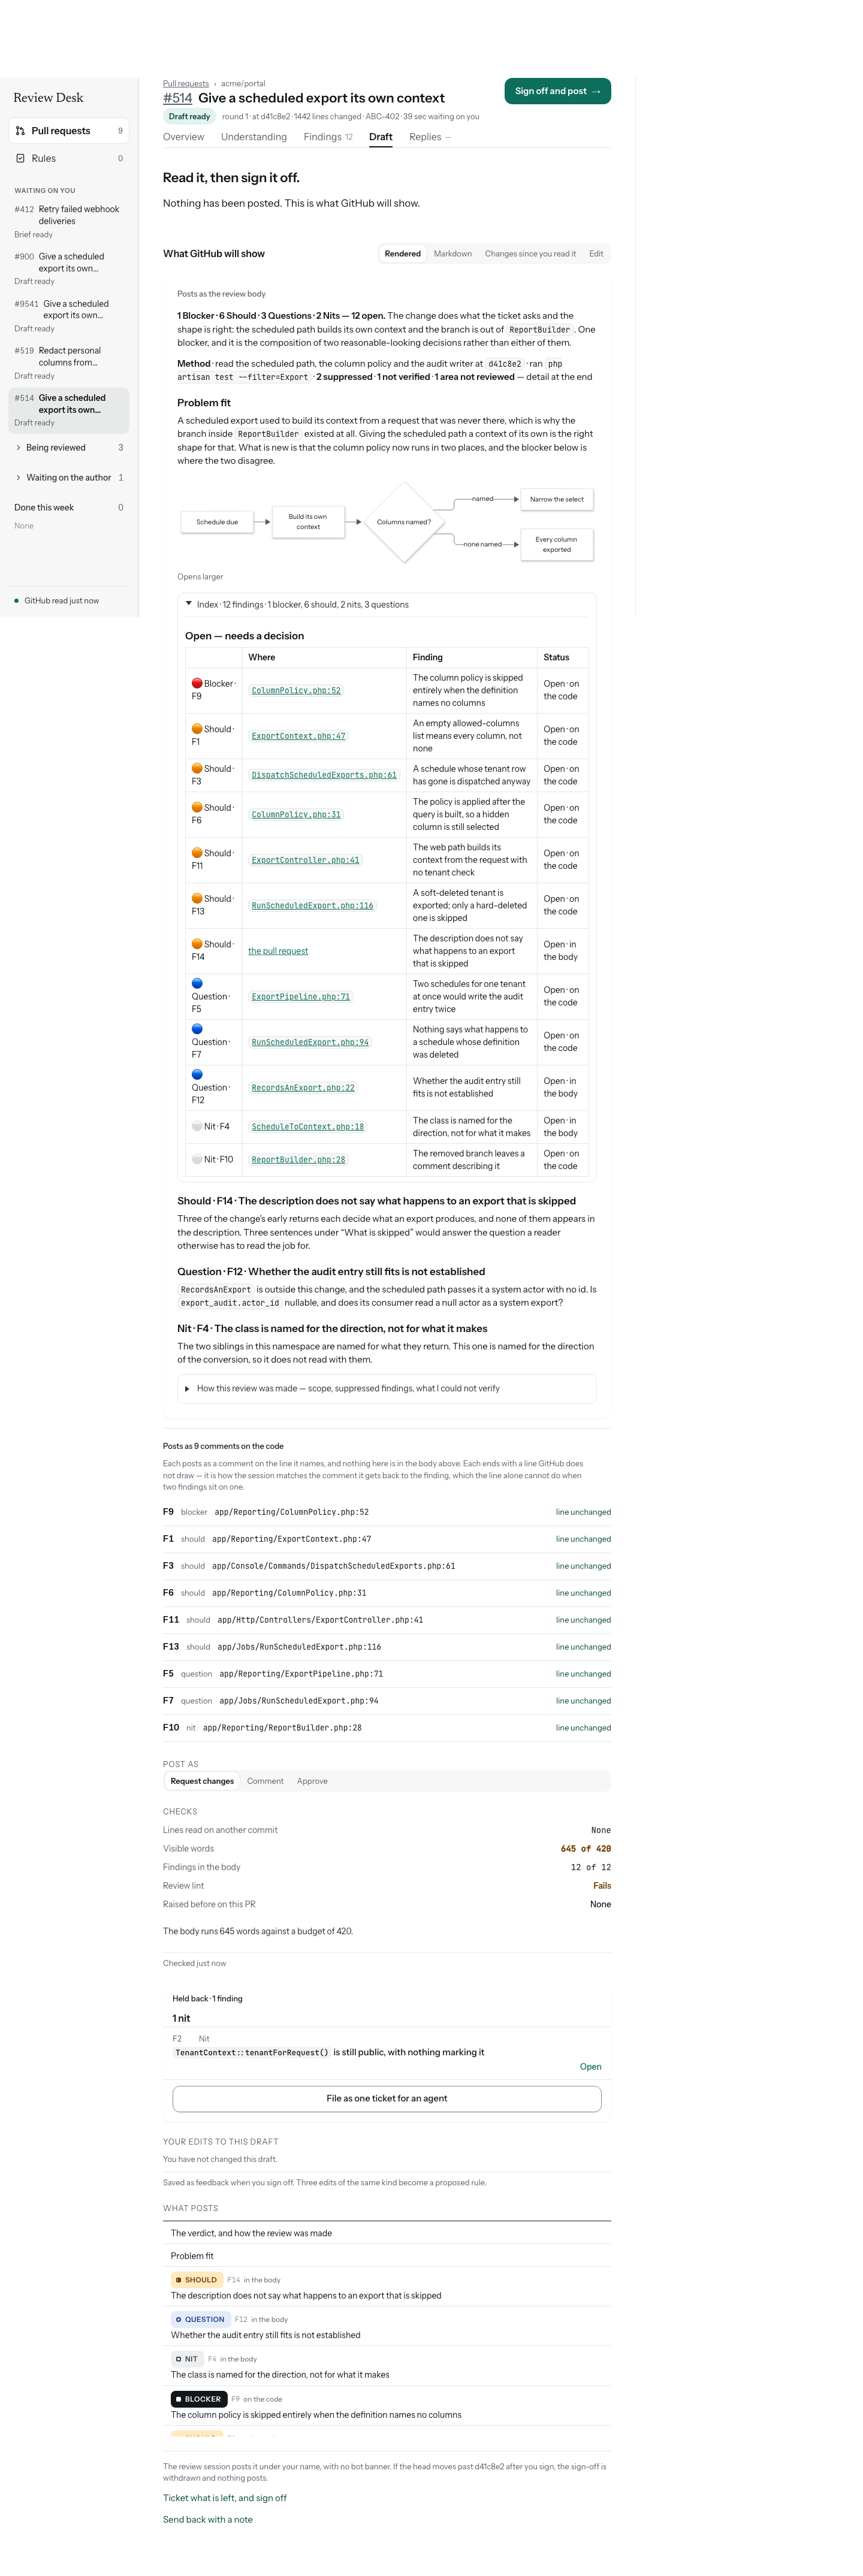 Review Desk
Pull requests 9
Rules 0
WAITING ON YOU
#412 Retry failed webhook
deliveries
Brief ready
#900 Give a scheduled
export its own...
Draft ready
#9541 Give a scheduled
export its own...
Draft ready
#519 Redact personal
columns from...
Draft ready
#514 Give a scheduled
export its own...
Draft ready
Being reviewed 3
Waiting on the author 1
Done this week 0
None
GitHub read just now
Pull requests › acme/portal
#514 Give a scheduled export its own context
Sign off and post →
Draft ready round 1 · at d41c8e2 · 1442 lines changed · ABC-402 · 39 sec waiting on you
Overview Understanding Findings 12 Draft Replies —
Read it, then sign it off.
Nothing has been posted. This is what GitHub will show.
What GitHub will show
Rendered Markdown Changes since you read it Edit
Posts as the review body
1 Blocker · 6 Should · 3 Questions · 2 Nits — 12 open. The change does what the ticket asks and the
shape is right: the scheduled path builds its own context and the branch is out of ReportBuilder . One
blocker, and it is the composition of two reasonable-looking decisions rather than either of them.
Method · read the scheduled path, the column policy and the audit writer at d41c8e2 · ran php
artisan test --filter=Export · 2 suppressed · 1 not verified · 1 area not reviewed — detail at the end
Problem fit
A scheduled export used to build its context from a request that was never there, which is why the
branch inside ReportBuilder existed at all. Giving the scheduled path a context of its own is the right
shape for that. What is new is that the column policy now runs in two places, and the blocker below is
where the two disagree.
Schedule due
Build its own
context
Columns named?
named
Narrow the select
none named
Every column
exported
Opens larger
Index · 12 findings · 1 blocker, 6 should, 2 nits, 3 questions
Open — needs a decision
Where Finding Status
Blocker · F9 ColumnPolicy.php:52 The column policy is skipped entirely when the definition names no columns Open · on the code
Should · F1 ExportContext.php:47 An empty allowed-columns list means every column, not none Open · on the code
Should · F3 DispatchScheduledExports.php:61 A schedule whose tenant row has gone is dispatched anyway Open · on the code
Should · F6 ColumnPolicy.php:31 The policy is applied after the query is built, so a hidden column is still selected Open · on the code
Should · F11 ExportController.php:41 The web path builds its context from the request with no tenant check Open · on the code
Should · F13 RunScheduledExport.php:116 A soft-deleted tenant is exported; only a hard-deleted one is skipped Open · on the code
Should · F14 the pull request The description does not say what happens to an export that is skipped Open · in the body
Question · F5 ExportPipeline.php:71 Two schedules for one tenant at once would write the audit entry twice Open · on the code
Question · F7 RunScheduledExport.php:94 Nothing says what happens to a schedule whose definition was deleted Open · on the code
Question · F12 RecordsAnExport.php:22 Whether the audit entry still fits is not established Open · in the body
Nit · F4 ScheduleToContext.php:18 The class is named for the direction, not for what it makes Open · in the body
Nit · F10 ReportBuilder.php:28 The removed branch leaves a comment describing it Open · on the code
Should · F14 · The description does not say what happens to an export that is skipped
Three of the change's early returns each decide what an export produces, and none of them appears in
the description. Three sentences under “What is skipped” would answer the question a reader
otherwise has to read the job for.
Question · F12 · Whether the audit entry still fits is not established
RecordsAnExport is outside this change, and the scheduled path passes it a system actor with no id. Is
export_audit.actor_id nullable, and does its consumer read a null actor as a system export?
Nit · F4 · The class is named for the direction, not for what it makes
The two siblings in this namespace are named for what they return. This one is named for the direction
of the conversion, so it does not read with them.
How this review was made — scope, suppressed findings, what I could not verify
Posts as 9 comments on the code
Each posts as a comment on the line it names, and nothing here is in the body above. Each ends with a line GitHub does
not draw — it is how the session matches the comment it gets back to the finding, which the line alone cannot do when
two findings sit on one.
F9 blocker app/Reporting/ColumnPolicy.php:52 line unchanged
F1 should app/Reporting/ExportContext.php:47 line unchanged
F3 should app/Console/Commands/DispatchScheduledExports.php:61 line unchanged
F6 should app/Reporting/ColumnPolicy.php:31 line unchanged
F11 should app/Http/Controllers/ExportController.php:41 line unchanged
F13 should app/Jobs/RunScheduledExport.php:116 line unchanged
F5 question app/Reporting/ExportPipeline.php:71 line unchanged
F7 question app/Jobs/RunScheduledExport.php:94 line unchanged
F10 nit app/Reporting/ReportBuilder.php:28 line unchanged
POST AS
Request changes Comment Approve
CHECKS
Lines read on another commit None
Visible words 645 of 420
Findings in the body 12 of 12
Review lint Fails
Raised before on this PR None
The body runs 645 words against a budget of 420.
Checked just now
Held back · 1 finding
1 nit
F2 Nit
TenantContext::tenantForRequest() is still public, with nothing marking it
Open
File as one ticket for an agent
YOUR EDITS TO THIS DRAFT
You have not changed this draft.
Saved as feedback when you sign off. Three edits of the same kind become a proposed rule.
WHAT POSTS
The verdict, and how the review was made
Problem fit
SHOULD F14 in the body
The description does not say what happens to an export that is skipped
QUESTION F12 in the body
Whether the audit entry still fits is not established
NIT F4 in the body
The class is named for the direction, not for what it makes
BLOCKER F9 on the code
The column policy is skipped entirely when the definition names no columns
The review session posts it under your name, with no bot banner. If the head moves past d41c8e2 after you sign, the sign-off is
withdrawn and nothing posts.
Ticket what is left, and sign off
Send back with a note